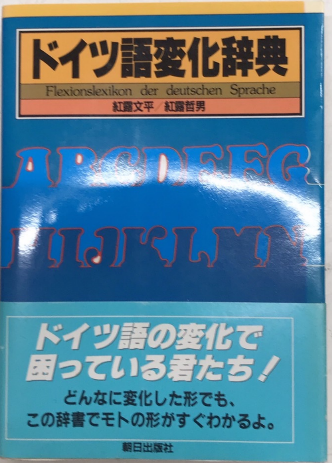 ドイツ語変化辞典
Flexionslexikon der deutschen Sprache
紅露文平／紅露哲男
ABCDEFG
HIJKLMN
ドイツ語の変化で
困っている君たち！
どんなに変化した形でも、
この辞書でモトの形がすぐわかるよ。
朝日出版社